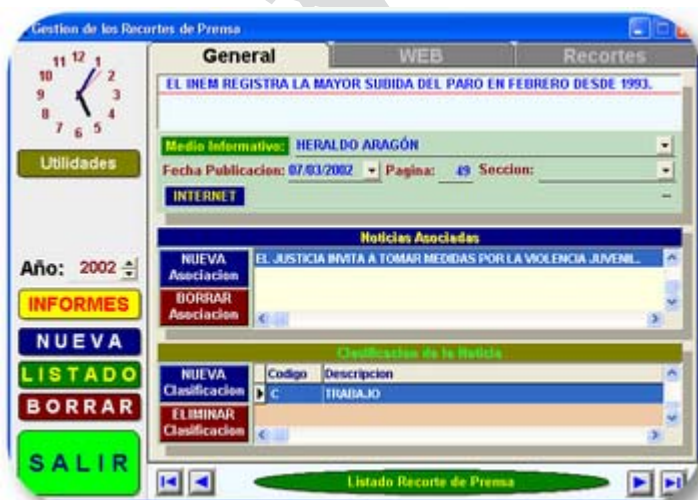 Gestion de los Recortes de Prensa
General WEB Recortes
11 12 1
10 2
9 3
8 4
7 6 5
EL INEM REGISTRA LA MAYOR SUBIDA DEL PARO EN FEBRERO DESDE 1993.
Medio Informativo: HERALDO ARAGÓN
Utilidades
Fecha Publicacion: 07/03/2002 Pagina: 49 Seccion:
INTERNET
--
Noticias Asociadas
NUEVA Asociacion
EL JUSTICIA INVITA A TOMAR MEDIDAS POR LA VIOLENCIA JUVENIL.
BORRAR Asociacion
Año: 2002
INFORMES
NUEVA
LISTADO
BORRAR
SALIR
Clasificacion de la Noticia
NUEVA Clasificacion
Codigo Descripcion
C TRABAJO
ELIMINAR Clasificacion
Listado Recorte de Prensa